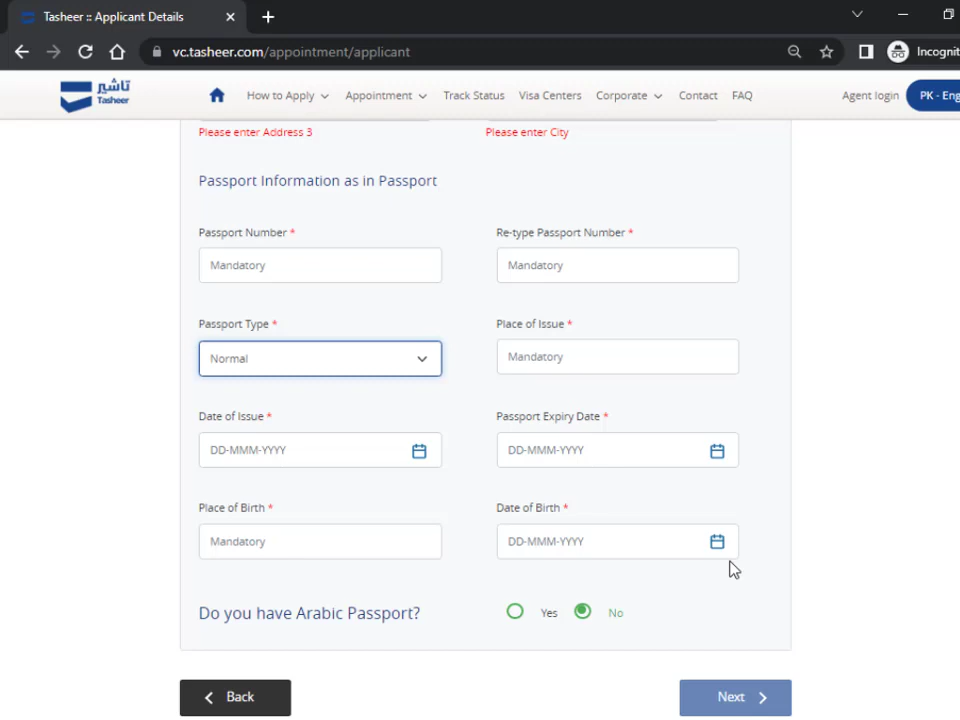 Tasheer :: Applicant Details
vc.tasheer.com/appointment/applicant
Incognit
تأشير
Tasheer
How to Apply
Appointment
Track Status
Visa Centers
Corporate
Contact
FAQ
Agent login
PK - Eng
Please enter Address 3
Please enter City
Passport Information as in Passport
Passport Number *
Re-type Passport Number *
Mandatory
Mandatory
Passport Type *
Place of Issue *
Normal
Mandatory
Date of Issue *
Passport Expiry Date *
DD-MMM-YYYY
DD-MMM-YYYY
Place of Birth *
Date of Birth *
Mandatory
DD-MMM-YYYY
Do you have Arabic Passport?
Yes
No
Back
Next